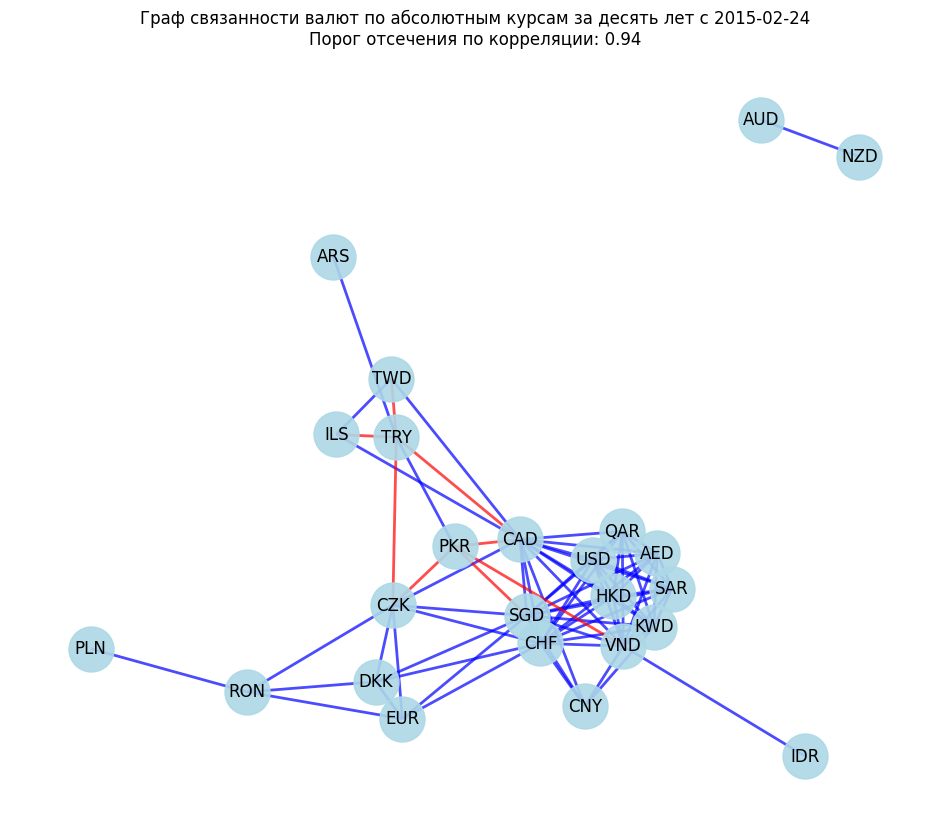 Граф связанности валют по абсолютным курсам за десять лет с 2015-02-24
Порог отсечения по корреляции: 0.94
AUD
NZD
ARS
TWD
ILS
TRY
QAR
CAD
PKR
AED
USD
SAR
HKD
CZK
SGD
KWD
CHF
VND
PLN
DKK
RON
CNY
EUR
IDR